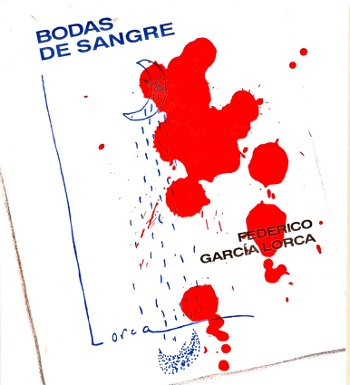 BODAS
DE SANGRE
FEDERICO
GARCÍA LORCA
Lorca